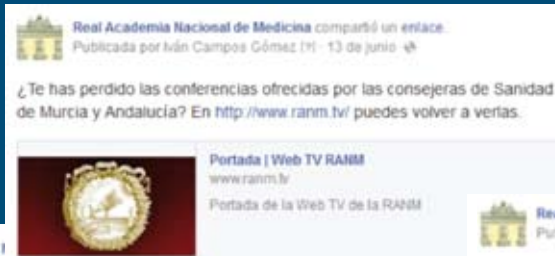 Real Academia Nacional de Medicina compartió un enlace.
Publicada por Iván Campos Gómez [?] · 13 de junio
¿Te has perdido las conferencias ofrecidas por las consejeras de Sanidad
de Murcia y Andalucía? En http://www.ranm.tv/ puedes volver a verlas.
Portada | Web TV RANM
www.ranm.tv
Portada de la Web TV de la RANM
Rea
Pu